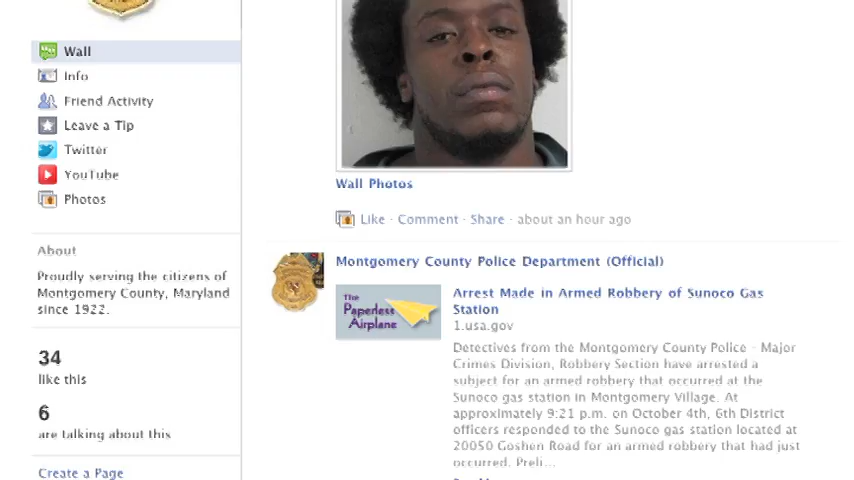 Wall
Info
Friend Activity
Leave a Tip
Twitter
YouTube
Photos
About
Proudly serving the citizens of
Montgomery County, Maryland
since 1922.
34
like this
6
are talking about this
Create a Page
Wall Photos
Like · Comment · Share · about an hour ago
Montgomery County Police Department (Official)
The
Paperless
Airplane
Arrest Made in Armed Robbery of Sunoco Gas
Station
1.usa.gov
Detectives from the Montgomery County Police - Major
Crimes Division, Robbery Section have arrested a
subject for an armed robbery that occurred at the
Sunoco gas station in Montgomery Village. At
approximately 9:21 p.m. on October 4th, 6th District
officers responded to the Sunoco gas station located at
20050 Goshen Road for an armed robbery that had just
occurred. Preli...